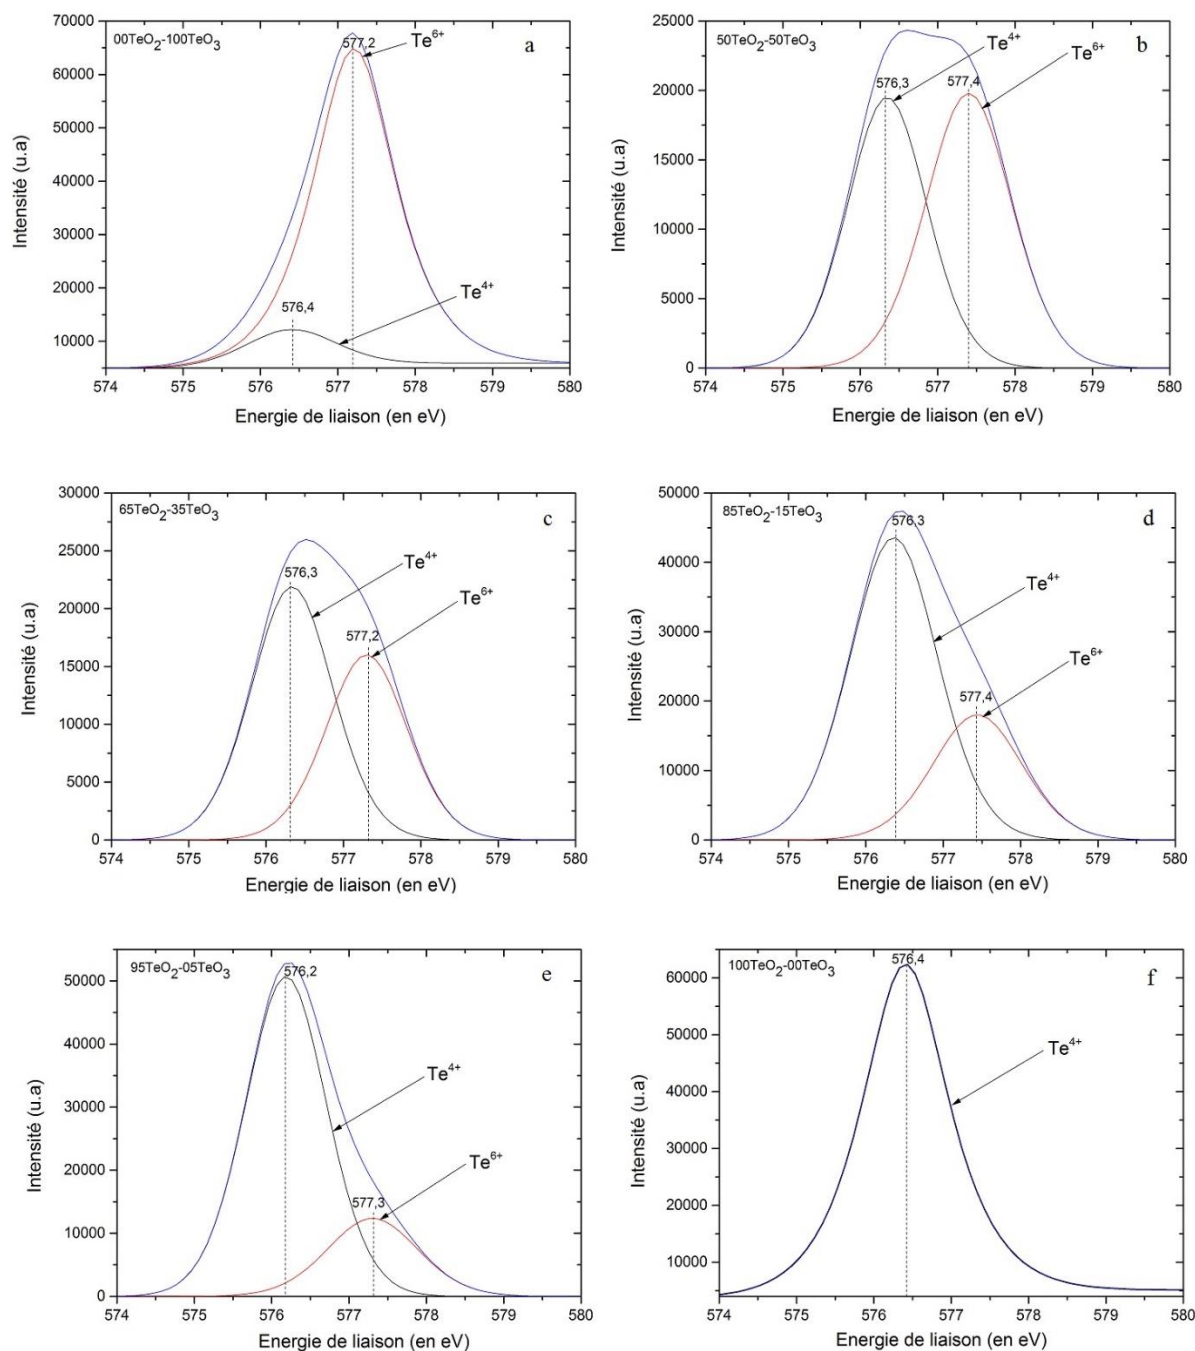 00TeO2-100TeO3
a
577,2
Te6+
576,4
Te4+
70000
60000
50000
40000
30000
20000
10000
574 575 576 577 578 579 580
Intensité (u.a)
Energie de liaison (en eV)
50TeO2-50TeO3
b
Te4+
Te6+
576,3
577,4
25000
20000
15000
10000
5000
0
574 575 576 577 578 579 580
Intensité (u.a)
Energie de liaison (en eV)
65TeO2-35TeO3
c
Te4+
576,3
Te6+
577,2
30000
25000
20000
15000
10000
5000
0
574 575 576 577 578 579 580
Intensité (u.a)
Energie de liaison (en eV)
85TeO2-15TeO3
d
576,3
Te4+
Te6+
577,4
50000
40000
30000
20000
10000
0
574 575 576 577 578 579 580
Intensité (u.a)
Energie de liaison (en eV)
95TeO2-05TeO3
e
576,2
Te4+
Te6+
577,3
50000
40000
30000
20000
10000
0
574 575 576 577 578 579 580
Intensité (u.a)
Energie de liaison (en eV)
100TeO2-00TeO3
f
576,4
Te4+
60000
50000
40000
30000
20000
10000
574 575 576 577 578 579 580
Intensité (u.a)
Energie de liaison (en eV)